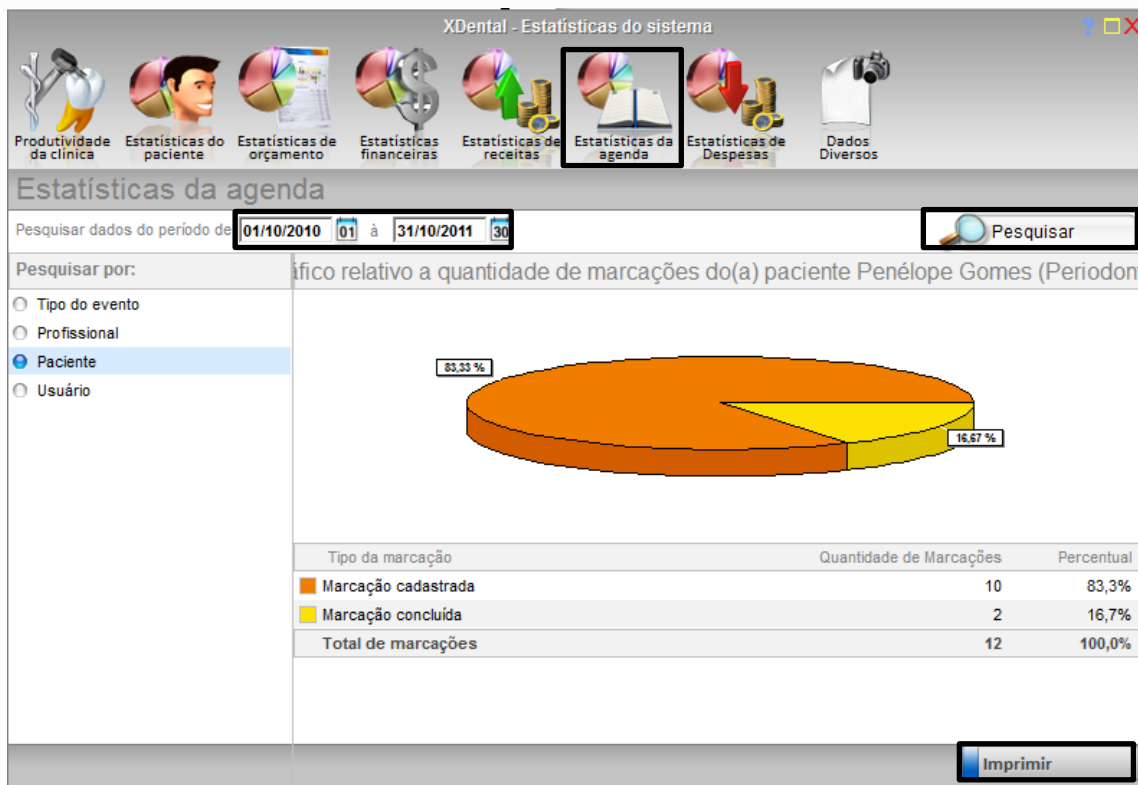 XDental - Estatísticas do sistema
?
Produtividade da clínica
Estatísticas do paciente
Estatísticas de orçamento
Estatísticas financeiras
Estatísticas de receitas
Estatísticas da agenda
Estatísticas de Despesas
Dados Diversos
Estatísticas da agenda
Pesquisar dados do período de 01/10/2010 01 à 31/10/2011 30 Pesquisar
Pesquisar por:
áfico relativo a quantidade de marcações do(a) paciente Penélope Gomes (Periodon
Tipo do evento
Profissional
Paciente
Usuário
83,33 %
16,67 %
Tipo da marcação Quantidade de Marcações Percentual
Marcação cadastrada 10 83,3%
Marcação concluída 2 16,7%
Total de marcações 12 100,0%
Imprimir